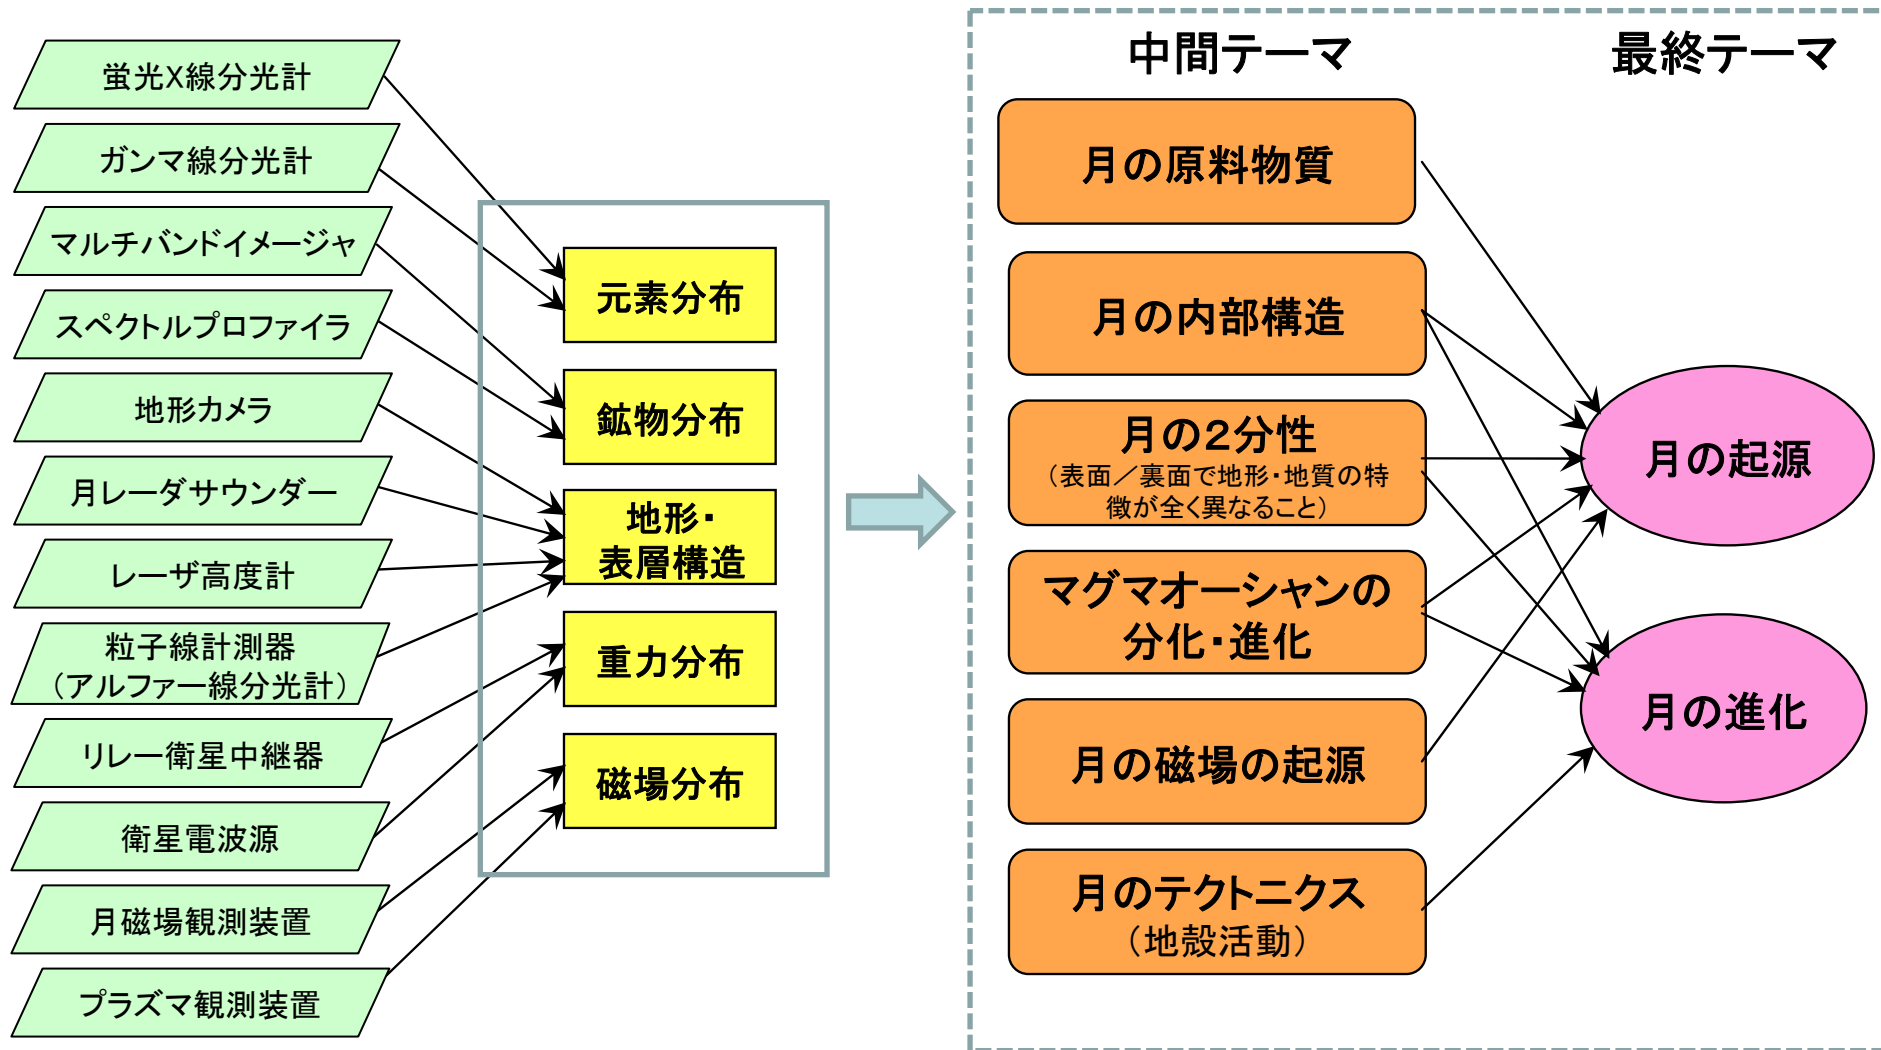 蛍光X線分光計
ガンマ線分光計
マルチバンドイメージャ
スペクトルプロファイラ
地形カメラ
月レーダサウンダー
レーザ高度計
粒子線計測器
（アルファー線分光計）
リレー衛星中継器
衛星電波源
月磁場観測装置
プラズマ観測装置
元素分布
鉱物分布
地形・
表層構造
重力分布
磁場分布
中間テーマ
月の原料物質
月の内部構造
月の２分性
（表面／裏面で地形・地質の特
徴が全く異なること）
マグマオーシャンの
分化・進化
月の磁場の起源
月のテクトニクス
（地殻活動）
最終テーマ
月の起源
月の進化